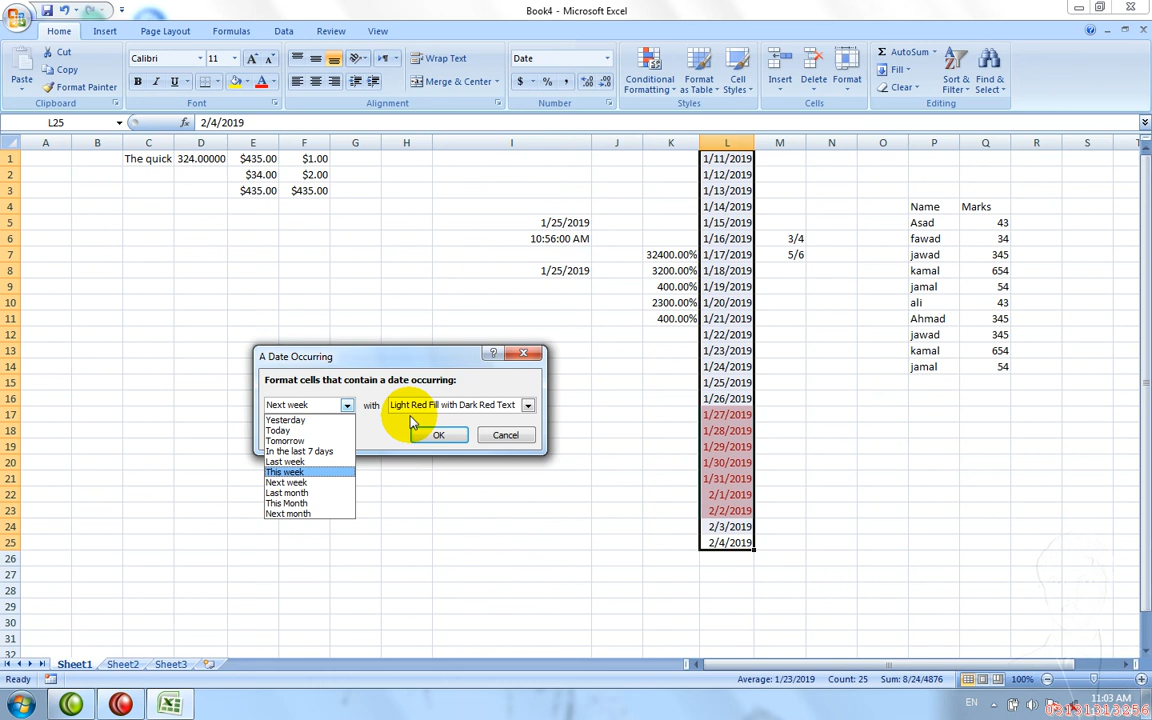 Book4 - Microsoft Excel
Home Insert Page Layout Formulas Data Review View
Paste
Cut
Copy
Format Painter
Clipboard
Calibri 11
B I U
Font
Wrap Text
Merge & Center
Alignment
Date
$ % ,
Number
Conditional Formatting
Format as Table
Cell Styles
Styles
Insert Delete Format
Cells
AutoSum
Fill
Clear
Sort & Filter
Find & Select
Editing
L25 fx 2/4/2019
A B C D E F G H I J K L M N O P Q R S T
1 The quick 324.00000 $435.00 $1.00 1/11/2019
2 $34.00 $2.00 1/12/2019
3 $435.00 $435.00 1/13/2019
4 1/14/2019 Name Marks
5 1/25/2019 1/15/2019 Asad 43
6 10:56:00 AM 1/16/2019 3/4 fawad 34
7 32400.00% 1/17/2019 5/6 jawad 345
8 1/25/2019 3200.00% 1/18/2019 kamal 654
9 400.00% 1/19/2019 jamal 54
10 2300.00% 1/20/2019 ali 43
11 400.00% 1/21/2019 Ahmad 345
12 1/22/2019 jawad 345
13 1/23/2019 kamal 654
14 1/24/2019 jamal 54
15 1/25/2019
16 1/26/2019
17 1/27/2019
18 1/28/2019
19 1/29/2019
20 1/30/2019
21 1/31/2019
22 2/1/2019
23 2/2/2019
24 2/3/2019
25 2/4/2019
26
27
28
29
30
31
32
A Date Occurring
Format cells that contain a date occurring:
Next week with Light Red Fill with Dark Red Text
OK Cancel
Yesterday
Today
Tomorrow
In the last 7 days
Last week
This week
Next week
Last month
This Month
Next month
Sheet1 Sheet2 Sheet3
Ready Average: 1/23/2019 Count: 25 Sum: 8/24/4876 100%
EN 11:03 AM